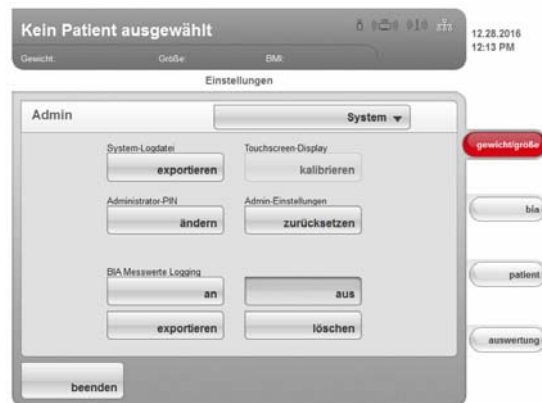 Kein Patient ausgewählt
12.28.2016
12:13 PM
Gewicht: Größe: BMI:
Einstellungen
Admin System
System-Logdatei Touchscreen-Display
exportieren kalibrieren
Administrator-PIN Admin-Einstellungen
ändern zurücksetzen
BIA Messwerte Logging
an aus
exportieren löschen
beenden
gewicht/größe
bia
patient
auswertung